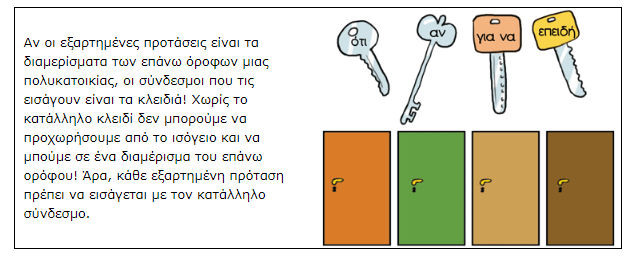 Αν οι εξαρτημένες προτάσεις είναι τα
διαμερίσματα των επάνω όροφων μιας
πολυκατοικίας, οι σύνδεσμοι που τις
εισάγουν είναι τα κλειδιά! Χωρίς το
κατάλληλο κλειδί δεν μπορούμε να
προχωρήσουμε από το ισόγειο και να
μπούμε σε ένα διαμέρισμα του επάνω
ορόφου! Άρα, κάθε εξαρτημένη πρόταση
πρέπει να εισάγεται με τον κατάλληλο
σύνδεσμο.
ότι
αν
για να
επειδή